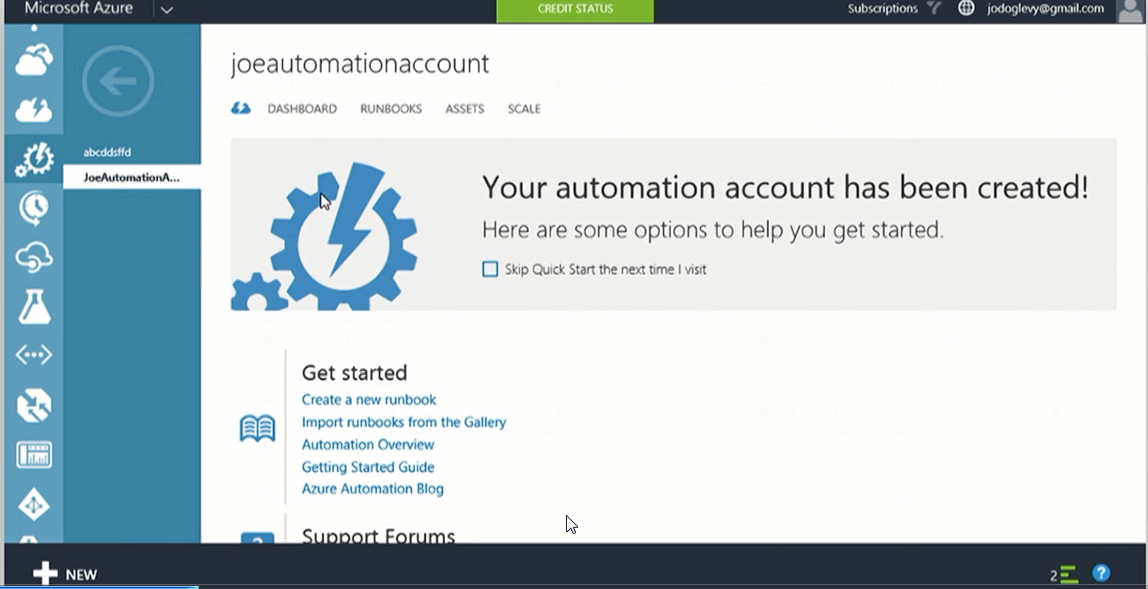 Microsoft Azure
CREDIT STATUS
Subscriptions
jodoglevy@gmail.com
joeautomationaccount
DASHBOARD RUNBOOKS ASSETS SCALE
abcddsffd
JoeAutomationA...
Your automation account has been created!
Here are some options to help you get started.
Skip Quick Start the next time I visit
Get started
Create a new runbook
Import runbooks from the Gallery
Automation Overview
Getting Started Guide
Azure Automation Blog
Support Forums
NEW
2
?